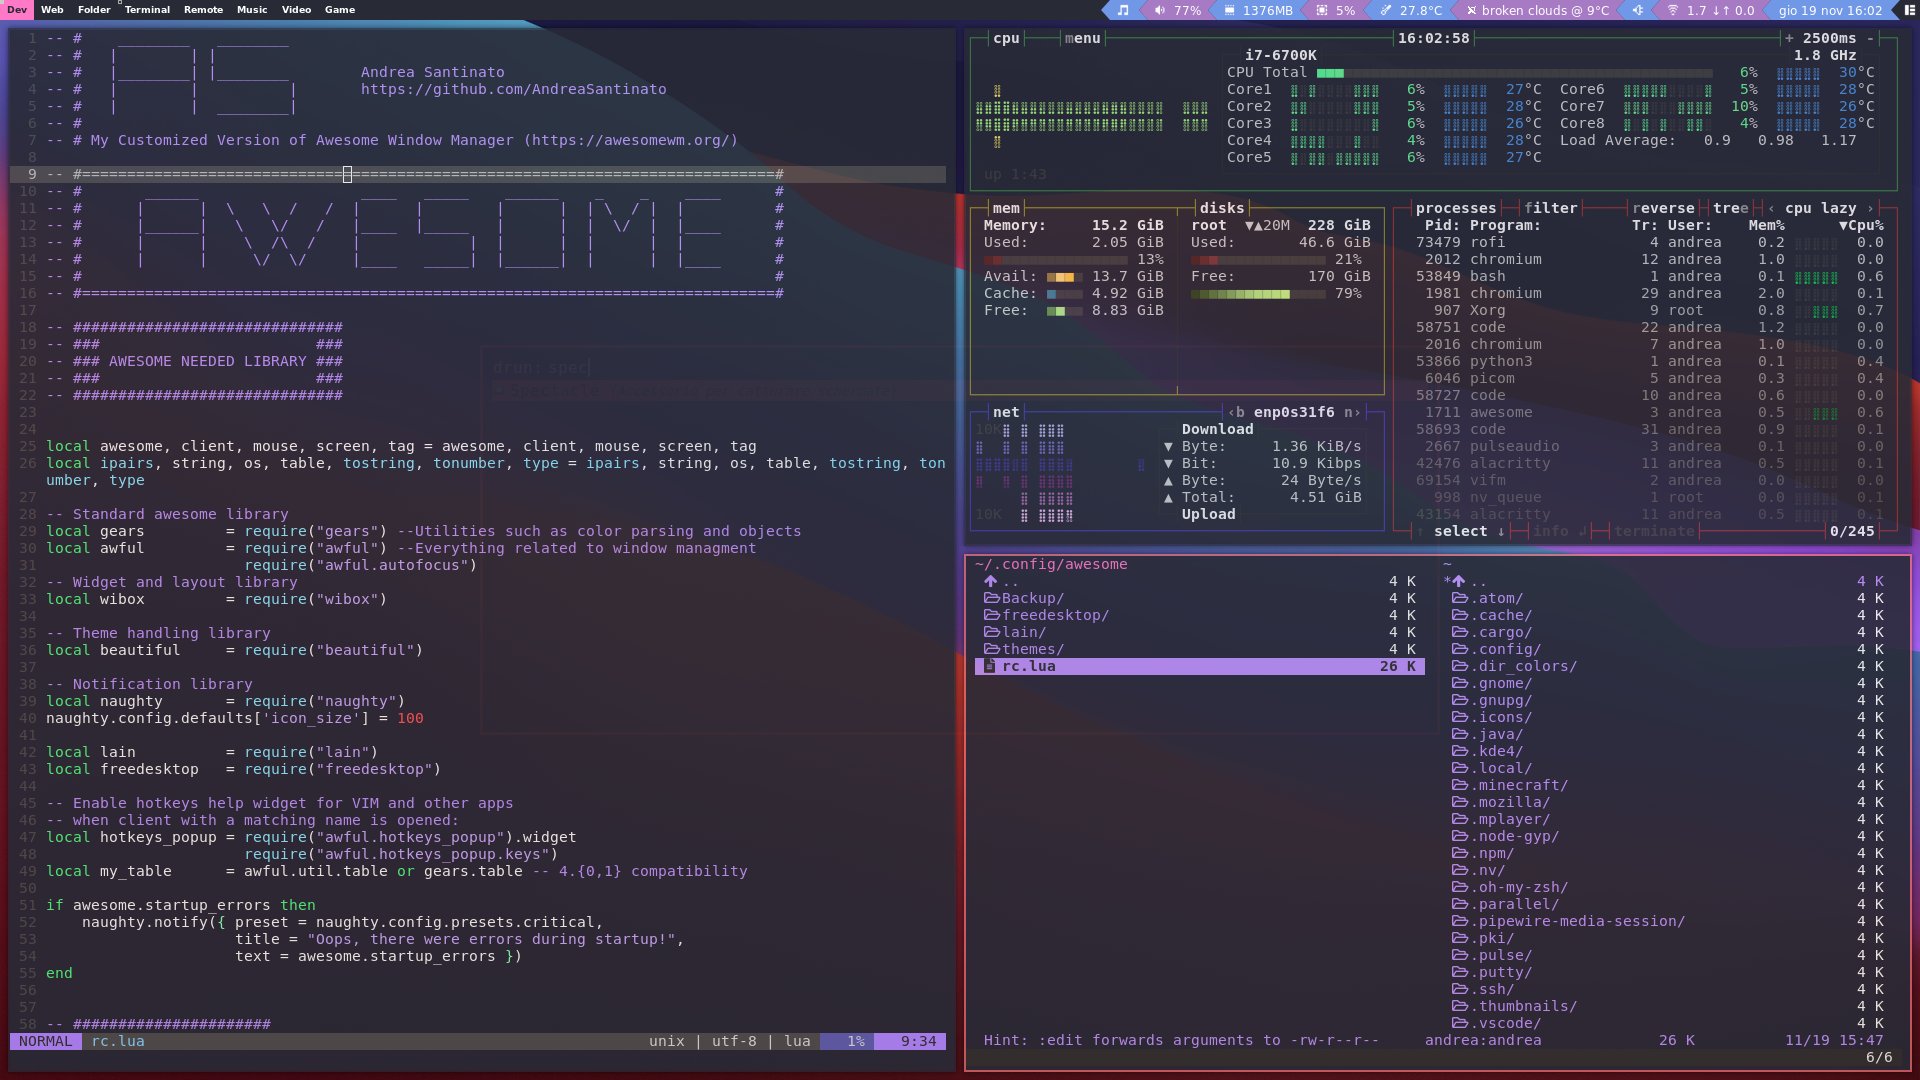 Dev Web Folder Terminal Remote Music Video Game
77% 1376MB 5% 27.8°C broken clouds @ 9°C 1.7 ↓↑ 0.0 gio 19 nov 16:02
1 -- #
2 -- #
3 -- # Andrea Santinato
4 -- # https://github.com/AndreaSantinato
5 -- #
6 -- #
7 -- # My Customized Version of Awesome Window Manager (https://awesomewm.org/)
8
9 -- #=============================================================================#
10 -- # #
11 -- # #
12 -- # #
13 -- # #
14 -- # #
15 -- # #
16 -- #=============================================================================#
17
18 -- ##############################
19 -- ### ###
20 -- ### AWESOME NEEDED LIBRARY ###
21 -- ### ###
22 -- ##############################
23
24
25 local awesome, client, mouse, screen, tag = awesome, client, mouse, screen, tag
26 local ipairs, string, os, table, tostring, tonumber, type = ipairs, string, os, table, tostring, ton
umber, type
27
28 -- Standard awesome library
29 local gears = require("gears") --Utilities such as color parsing and objects
30 local awful = require("awful") --Everything related to window managment
31 require("awful.autofocus")
32 -- Widget and layout library
33 local wibox = require("wibox")
34
35 -- Theme handling library
36 local beautiful = require("beautiful")
37
38 -- Notification library
39 local naughty = require("naughty")
40 naughty.config.defaults['icon_size'] = 100
41
42 local lain = require("lain")
43 local freedesktop = require("freedesktop")
44
45 -- Enable hotkeys help widget for VIM and other apps
46 -- when client with a matching name is opened:
47 local hotkeys_popup = require("awful.hotkeys_popup").widget
48 require("awful.hotkeys_popup.keys")
49 local my_table = awful.util.table or gears.table -- 4.{0,1} compatibility
50
51 if awesome.startup_errors then
52 naughty.notify({ preset = naughty.config.presets.critical,
53 title = "Oops, there were errors during startup!",
54 text = awesome.startup_errors })
55 end
56
57
58 -- ######################
NORMAL rc.lua unix | utf-8 | lua 1% 9:34
drun: spec
cpu menu 16:02:58 + 2500ms -
i7-6700K 1.8 GHz
CPU Total 6% 30°C
Core1 6% 27°C Core6 5% 28°C
Core2 5% 28°C Core7 10% 26°C
Core3 6% 26°C Core8 4% 28°C
Core4 4% 28°C Load Average: 0.9 0.98 1.17
Core5 6% 27°C
up 1:43
mem disks
Memory: 15.2 GiB root ▼▲20M 228 GiB
Used: 2.05 GiB Used: 46.6 GiB
13% 21%
Avail: 13.7 GiB Free: 170 GiB
Cache: 4.92 GiB 79%
Free: 8.83 GiB
processes filter reverse tree ‹ cpu lazy ›
Pid: Program: Tr: User: Mem% ▼Cpu%
73479 rofi 4 andrea 0.2 0.0
2012 chromium 12 andrea 1.0 0.0
53849 bash 1 andrea 0.1 0.6
1981 chromium 29 andrea 2.0 0.1
907 Xorg 9 root 0.8 0.7
58751 code 22 andrea 1.2 0.0
2016 chromium 7 andrea 1.0 0.0
53866 python3 1 andrea 0.1 0.4
6046 picom 5 andrea 0.3 0.4
58727 code 10 andrea 0.6 0.0
1711 awesome 3 andrea 0.5 0.6
58693 code 31 andrea 0.9 0.1
2667 pulseaudio 3 andrea 0.1 0.0
42476 alacritty 11 andrea 0.5 0.1
69154 vifm 2 andrea 0.0 0.0
998 nv_queue 1 root 0.0 0.1
43154 alacritty 11 andrea 0.5 0.1
↑ select ↓ info ↲ terminate 0/245
net ‹b enp0s31f6 n›
10K Download
▼ Byte: 1.36 KiB/s
▼ Bit: 10.9 Kibps
▲ Byte: 24 Byte/s
▲ Total: 4.51 GiB
10K Upload
~/.config/awesome
.. 4 K
Backup/ 4 K
freedesktop/ 4 K
lain/ 4 K
themes/ 4 K
rc.lua 26 K
~
*.. 4 K
.atom/ 4 K
.cache/ 4 K
.cargo/ 4 K
.config/ 4 K
.dir_colors/ 4 K
.gnome/ 4 K
.gnupg/ 4 K
.icons/ 4 K
.java/ 4 K
.kde4/ 4 K
.local/ 4 K
.minecraft/ 4 K
.mozilla/ 4 K
.mplayer/ 4 K
.node-gyp/ 4 K
.npm/ 4 K
.nv/ 4 K
.oh-my-zsh/ 4 K
.parallel/ 4 K
.pipewire-media-session/ 4 K
.pki/ 4 K
.pulse/ 4 K
.putty/ 4 K
.ssh/ 4 K
.thumbnails/ 4 K
.vscode/ 4 K
Hint: :edit forwards arguments to -rw-r--r-- andrea:andrea 26 K 11/19 15:47
6/6